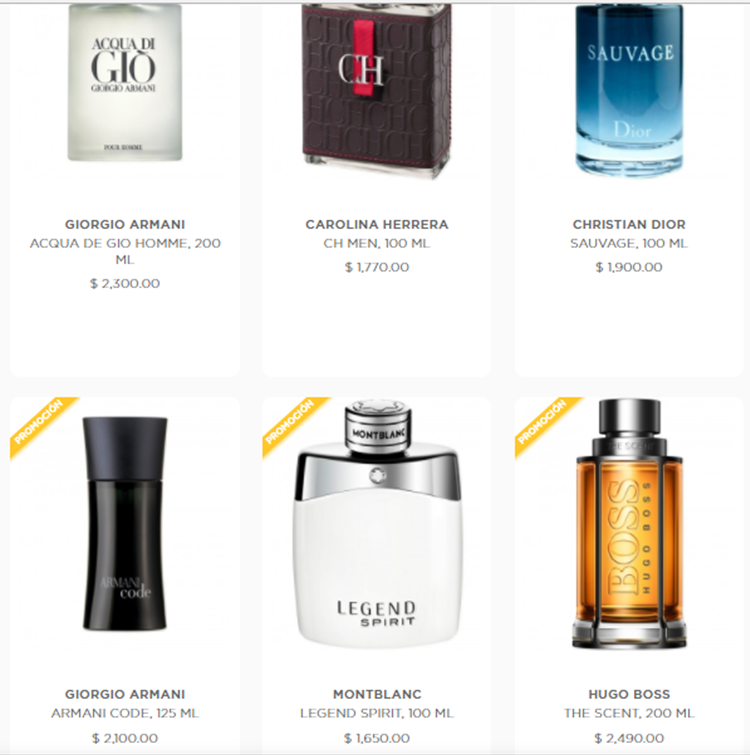 ACQUA DI
GIÒ
GIORGIO ARMANI
POUR HOMME
CH
SAUVAGE
Dior
GIORGIO ARMANI
ACQUA DE GIO HOMME, 200
ML
$ 2,300.00
CAROLINA HERRERA
CH MEN, 100 ML
$ 1,770.00
CHRISTIAN DIOR
SAUVAGE, 100 ML
$ 1,900.00
PROMOCIÓN
ARMANI
code
PROMOCIÓN
MONTBLANC
LEGEND
SPIRIT
PROMOCIÓN
BOSS
HUGO BOSS
GIORGIO ARMANI
ARMANI CODE, 125 ML
$ 2,100.00
MONTBLANC
LEGEND SPIRIT, 100 ML
$ 1,650.00
HUGO BOSS
THE SCENT, 200 ML
$ 2,490.00